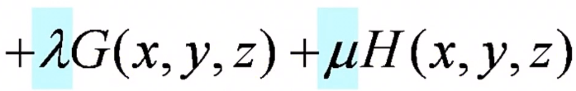 +λG(x, y, z) + μH(x, y, z)